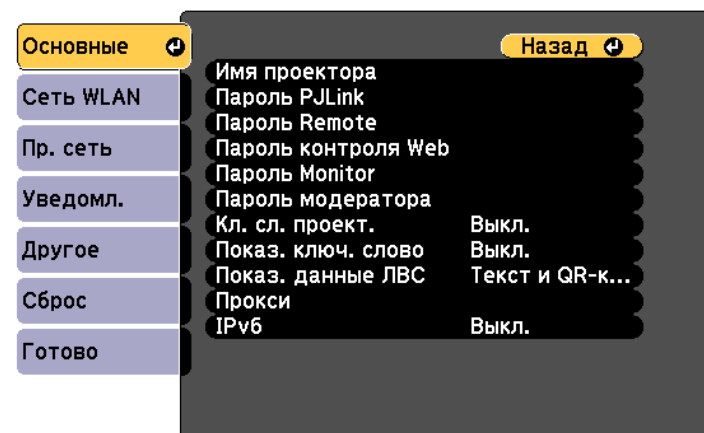 Основные
Назад
Имя проектора
Сеть WLAN
Пароль PJLink
Пароль Remote
Пр. сеть
Пароль контроля Web
Пароль Monitor
Уведомл.
Пароль модератора
Кл. сл. проект. Выкл.
Другое
Показ. ключ. слово Выкл.
Показ. данные ЛВС Текст и QR-к...
Сброс
Прокси
IPv6 Выкл.
Готово